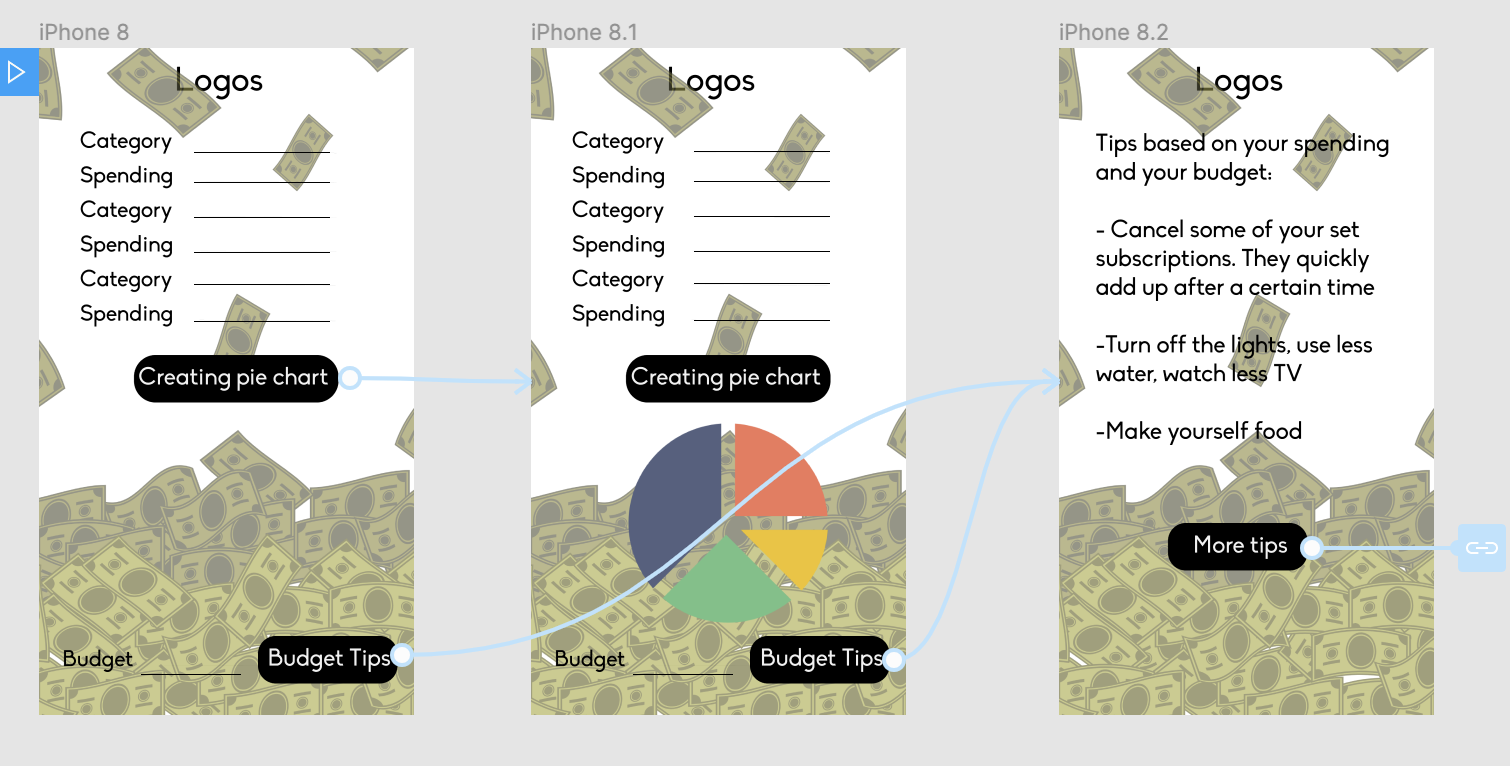 iPhone 8
Logos
Category
Spending
Category
Spending
Category
Spending
Creating pie chart
Budget
Budget Tips
iPhone 8.1
Logos
Category
Spending
Category
Spending
Category
Spending
Creating pie chart
Budget
Budget Tips
iPhone 8.2
Logos
Tips based on your spending
and your budget:
- Cancel some of your set
subscriptions. They quickly
add up after a certain time
-Turn off the lights, use less
water, watch less TV
-Make yourself food
More tips